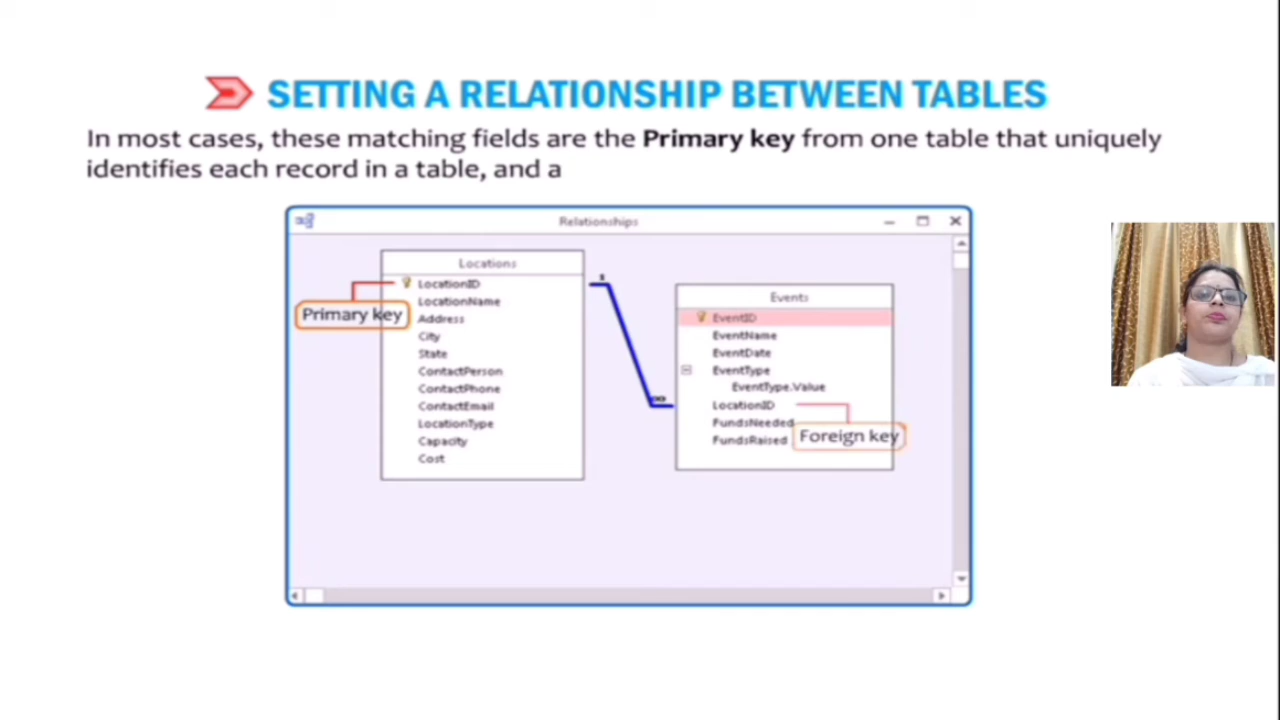 SETTING A RELATIONSHIP BETWEEN TABLES
In most cases, these matching fields are the Primary key from one table that uniquely
identifies each record in a table, and a
Relationships
Locations
LocationID
LocationName
Address
City
State
ContactPerson
ContactPhone
ContactEmail
LocationType
Capacity
Cost
Primary key
1
∞
Events
EventID
EventName
EventDate
EventType
EventType.Value
LocationID
FundsNeeded
FundsRaised
Foreign key